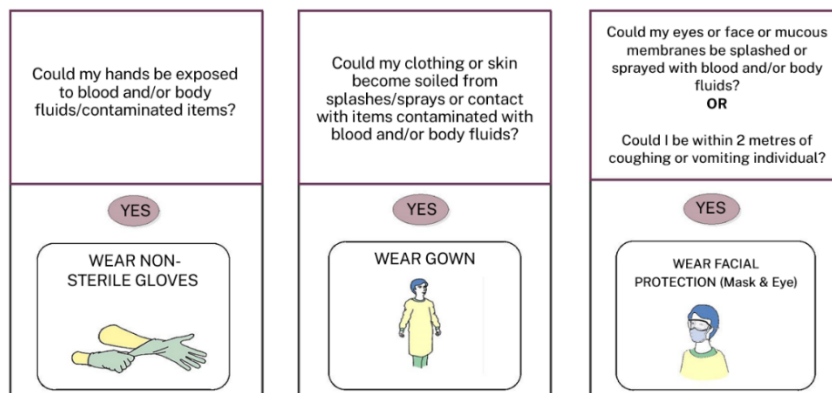 Could my hands be exposed
to blood and/or body
fluids/contaminated items?
YES
WEAR NON-
STERILE GLOVES
Could my clothing or skin
become soiled from
splashes/sprays or contact
with items contaminated with
blood and/or body fluids?
YES
WEAR GOWN
Could my eyes or face or mucous
membranes be splashed or
sprayed with blood and/or body
fluids?
OR
Could I be within 2 metres of
coughing or vomiting individual?
YES
WEAR FACIAL
PROTECTION (Mask & Eye)